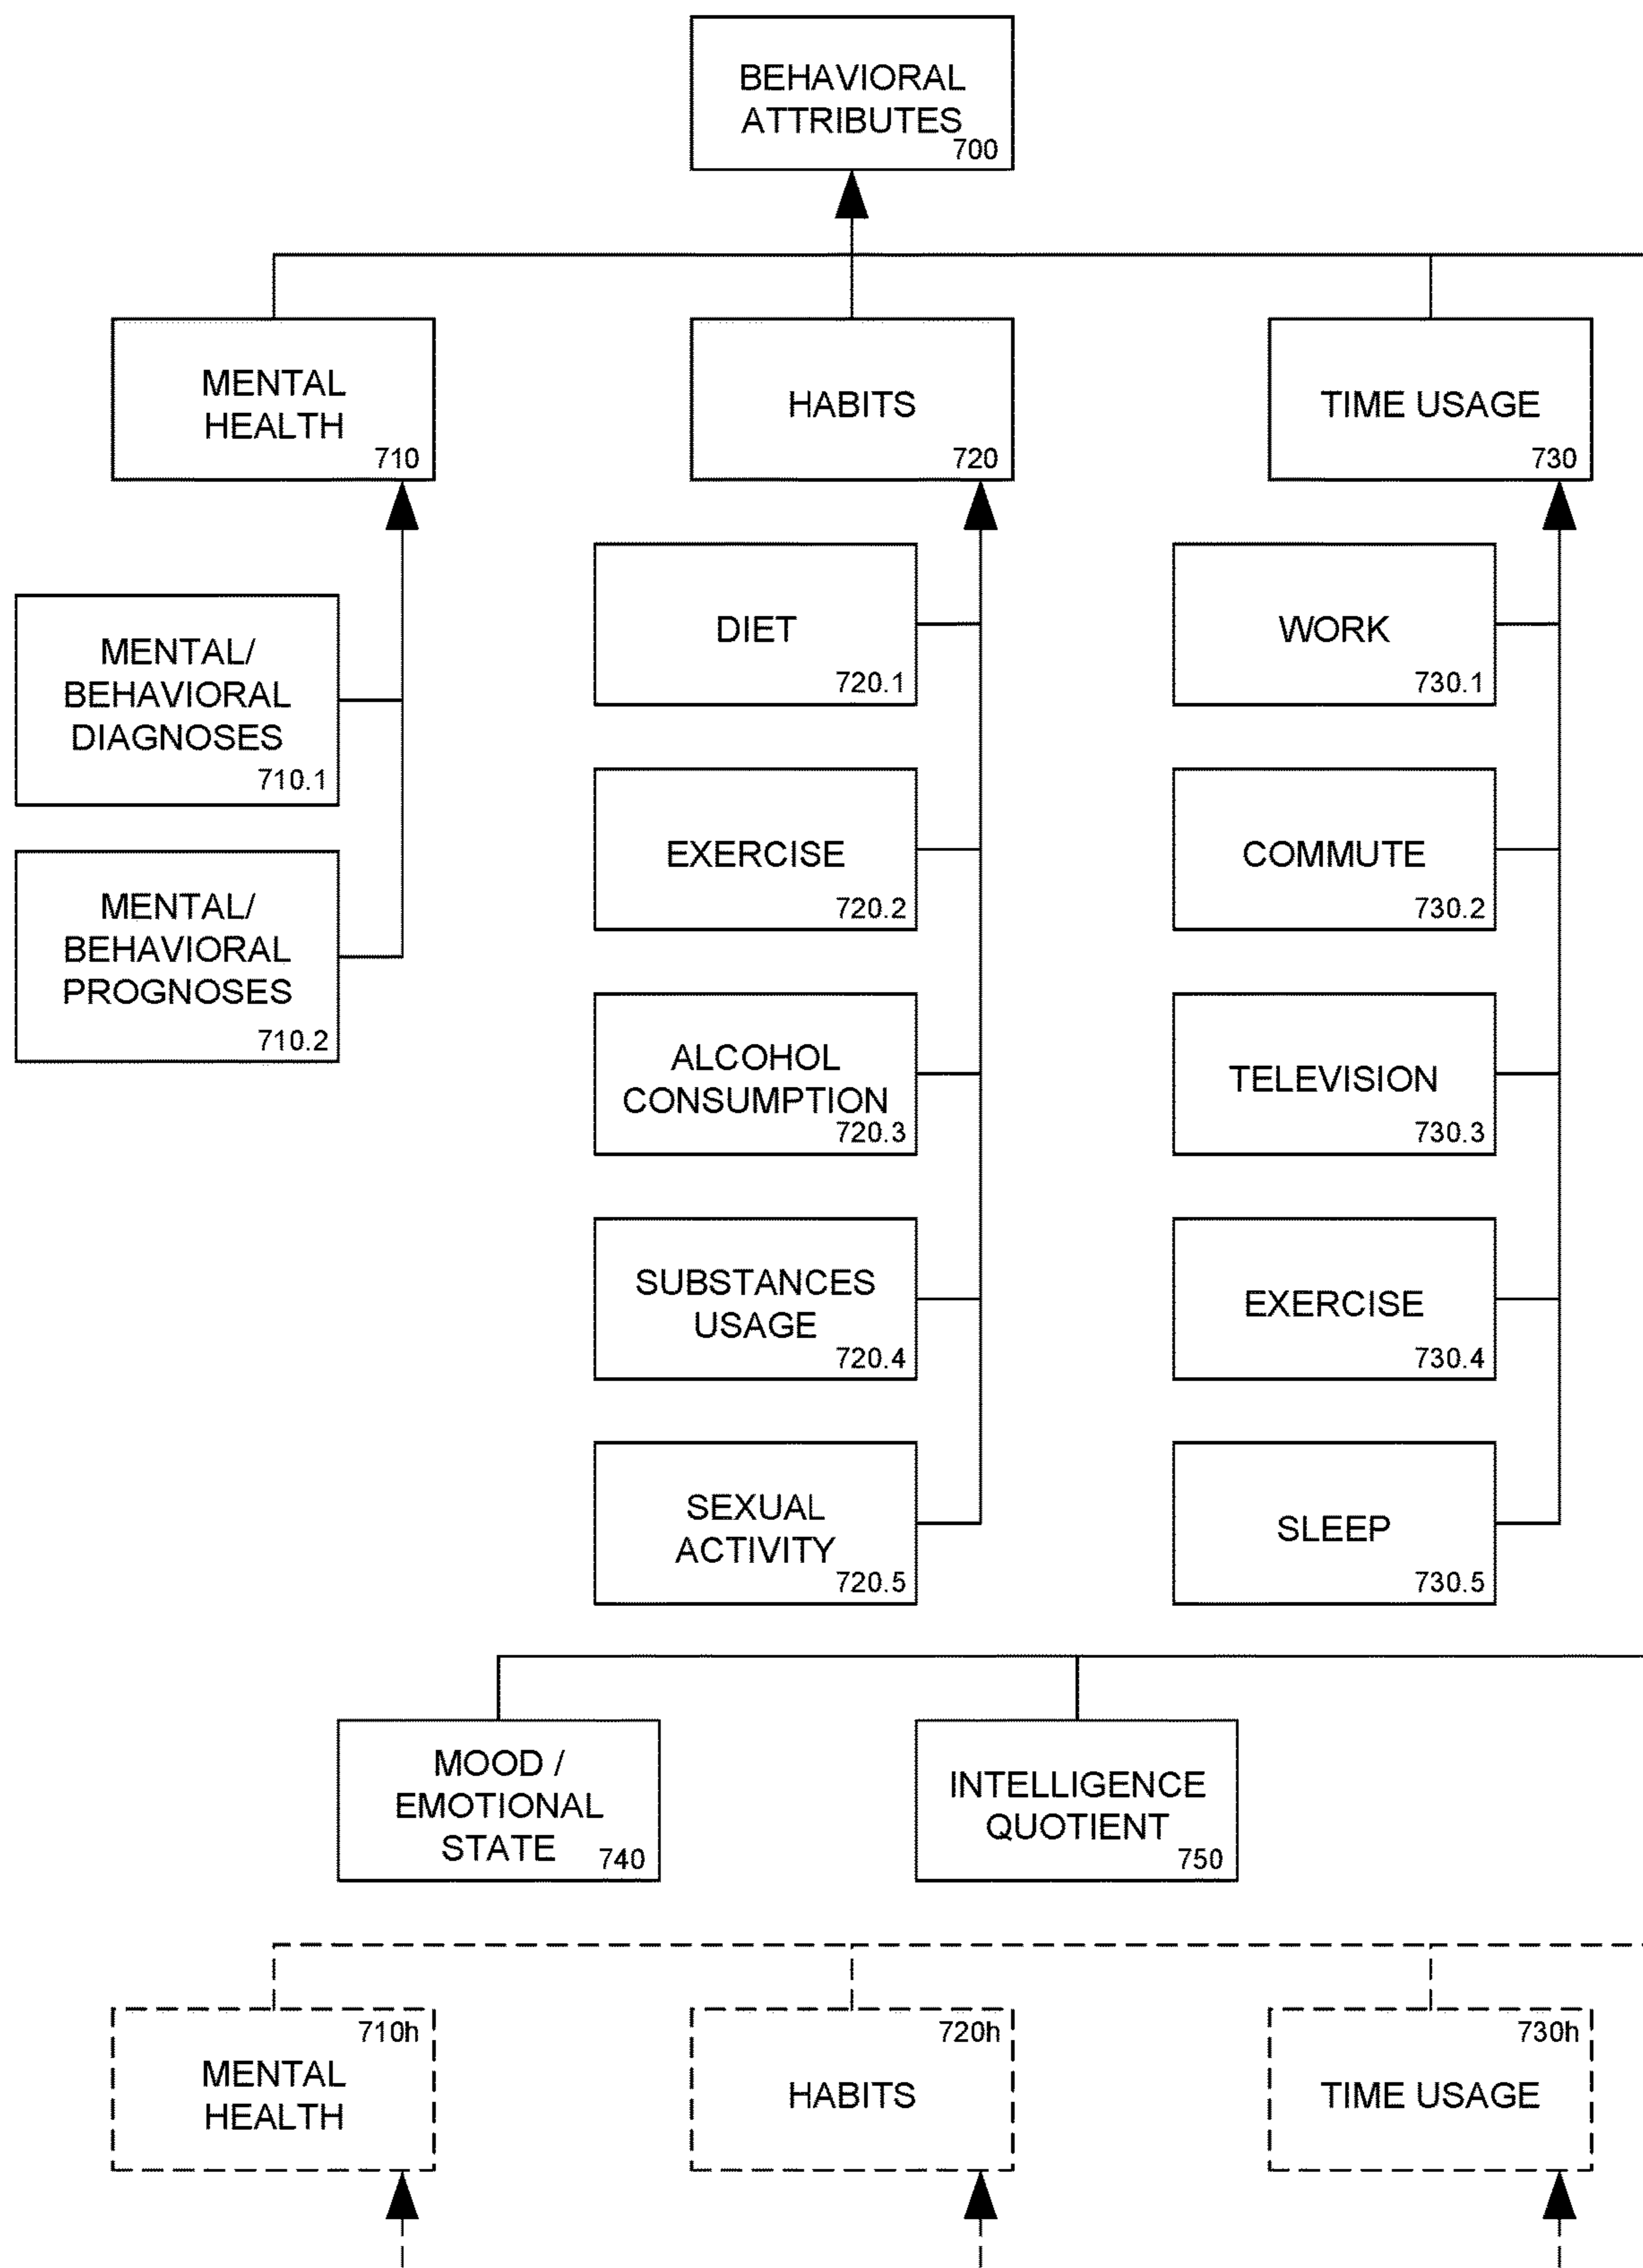 BEHAVIORAL
ATTRIBUTES
700
MENTAL
HEALTH
710
HABITS
720
TIME USAGE
730
MENTAL/
BEHAVIORAL
DIAGNOSES
710.1
MENTAL/
BEHAVIORAL
PROGNOSES
710.2
DIET
720.1
EXERCISE
720.2
ALCOHOL
CONSUMPTION
720.3
SUBSTANCES
USAGE
720.4
SEXUAL
ACTIVITY
720.5
WORK
730.1
COMMUTE
730.2
TELEVISION
730.3
EXERCISE
730.4
SLEEP
730.5
MOOD /
EMOTIONAL
STATE
740
INTELLIGENCE
QUOTIENT
750
710h
MENTAL
HEALTH
720h
HABITS
730h
TIME USAGE